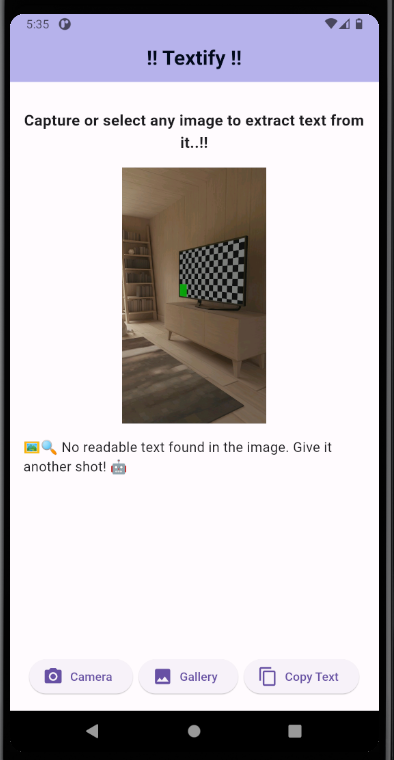 5:35
!! Textify !!
Capture or select any image to extract text from
it..!!
🖼️🔍 No readable text found in the image. Give it
another shot! 🤖
Camera
Gallery
Copy Text